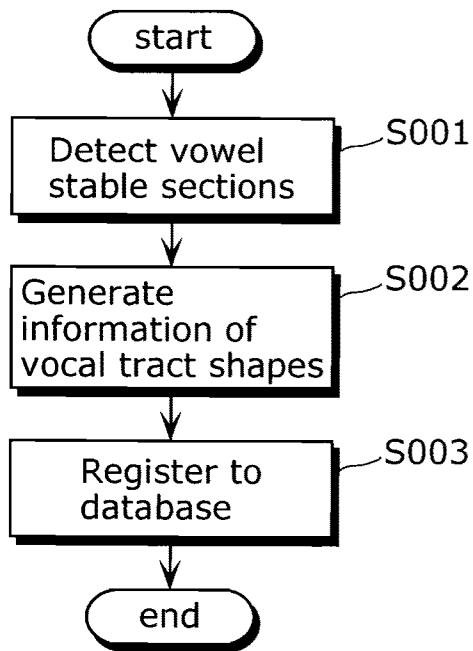 start
Detect vowel
stable sections
S001
Generate
information of
vocal tract shapes
S002
Register to
database
S003
end